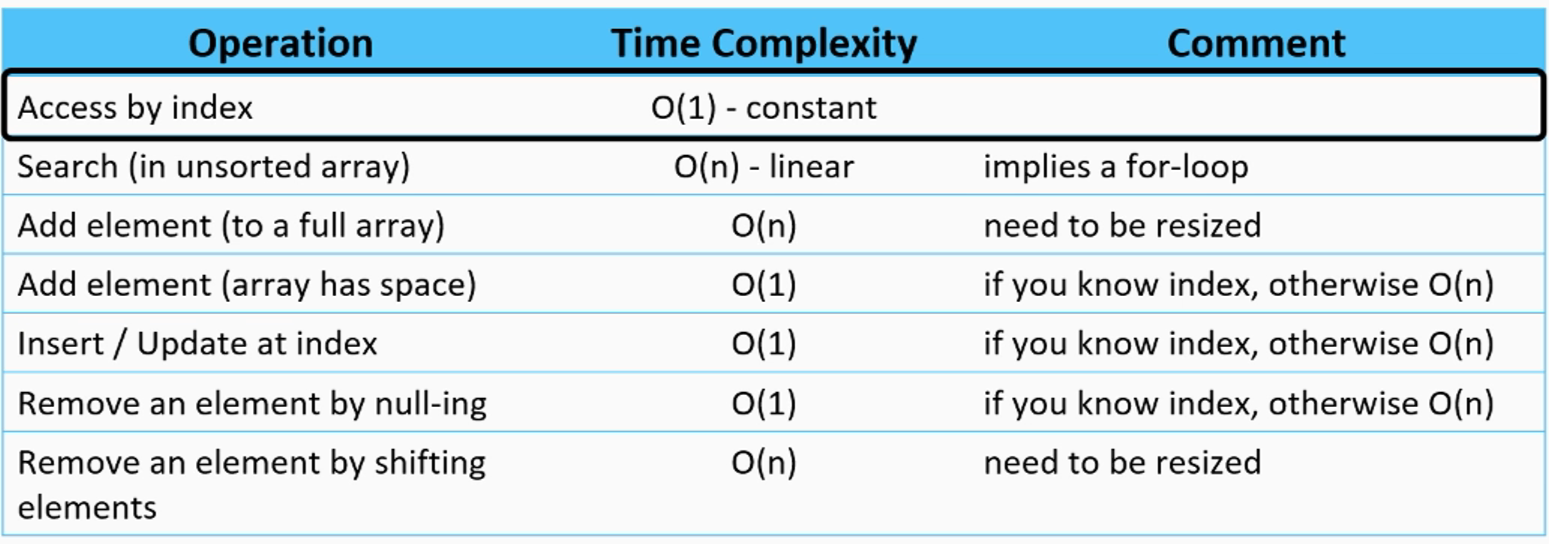 Operation Time Complexity Comment
Access by index O(1) - constant
Search (in unsorted array) O(n) - linear implies a for-loop
Add element (to a full array) O(n) need to be resized
Add element (array has space) O(1) if you know index, otherwise O(n)
Insert / Update at index O(1) if you know index, otherwise O(n)
Remove an element by null-ing O(1) if you know index, otherwise O(n)
Remove an element by shifting O(n) need to be resized
elements